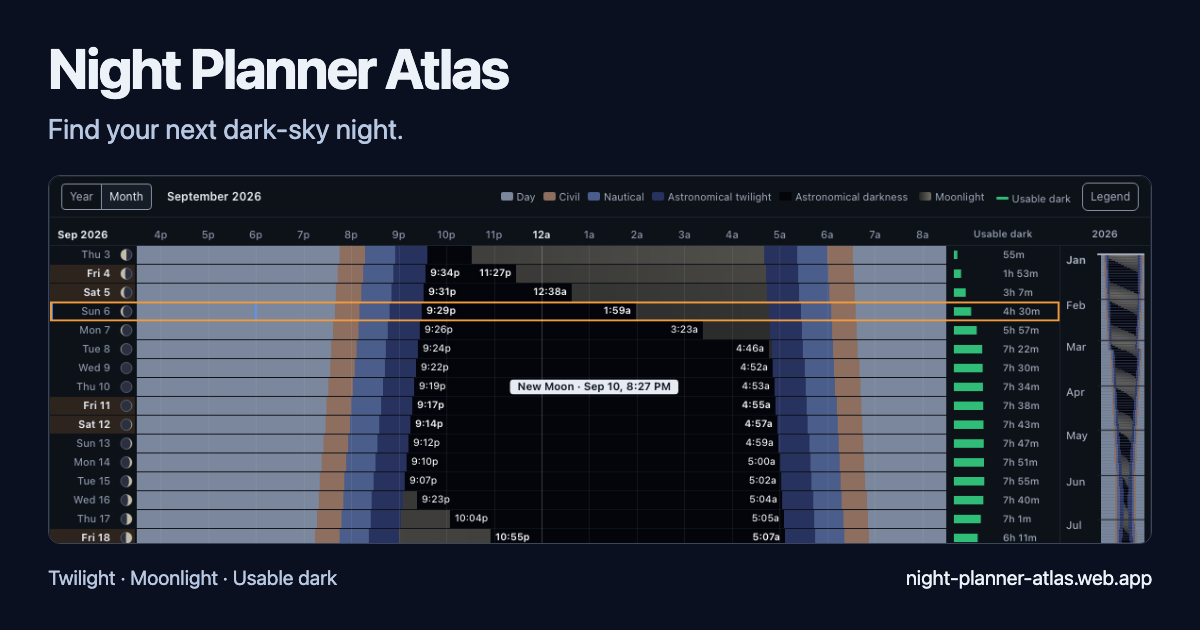 Night Planner Atlas
Find your next dark-sky night.
Year Month September 2026 Day Civil Nautical Astronomical twilight Astronomical darkness Moonlight Usable dark Legend
Sep 2026 4p 5p 6p 7p 8p 9p 10p 11p 12a 1a 2a 3a 4a 5a 6a 7a 8a Usable dark 2026
Thu 3 55m
Jan
Fri 4 9:34p 11:27p 1h 53m
Sat 5 9:31p 12:38a 3h 7m
Feb
Sun 6 9:29p 1:59a 4h 30m
Mon 7 9:26p 3:23a 5h 57m
Mar
Tue 8 9:24p 4:46a 7h 22m
Wed 9 9:22p 4:52a 7h 30m
Thu 10 9:19p New Moon · Sep 10, 8:27 PM 4:53a 7h 34m
Apr
Fri 11 9:17p 4:55a 7h 38m
Sat 12 9:14p 4:57a 7h 43m
May
Sun 13 9:12p 4:59a 7h 47m
Mon 14 9:10p 5:00a 7h 51m
Tue 15 9:07p 5:02a 7h 55m
Jun
Wed 16 9:23p 5:04a 7h 40m
Thu 17 10:04p 5:05a 7h 1m
Jul
Fri 18 10:55p 5:07a 6h 11m
Twilight · Moonlight · Usable dark
night-planner-atlas.web.app